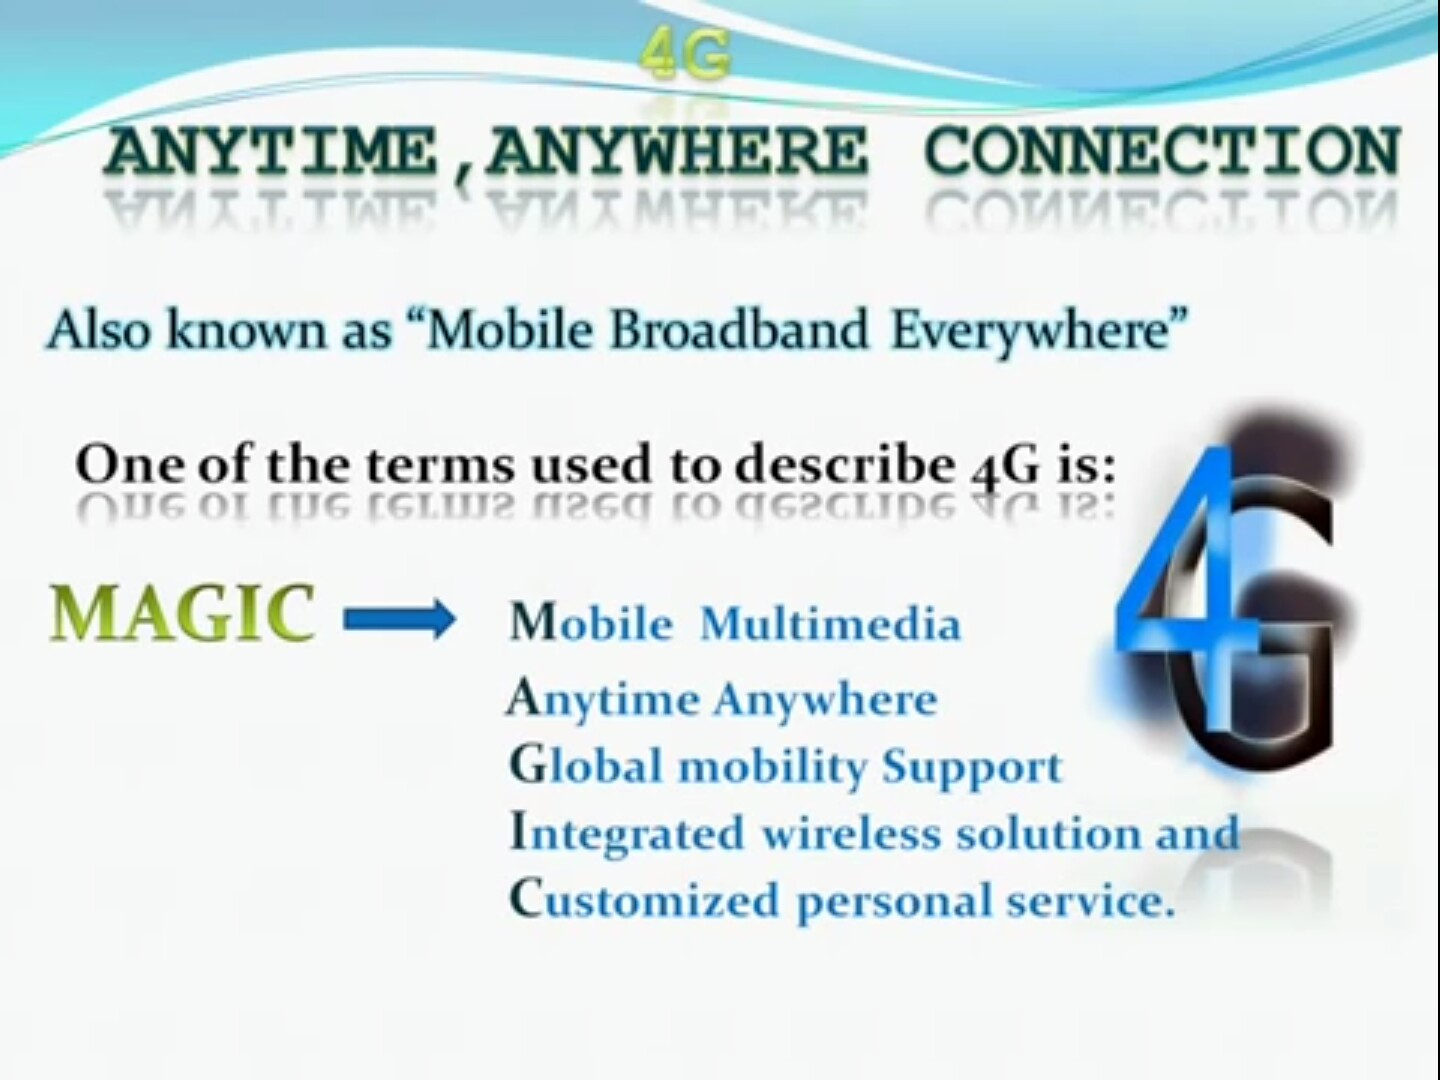 4G
ANYTIME,ANYWHERE CONNECTION
Also known as “Mobile Broadband Everywhere”
One of the terms used to describe 4G is:
MAGIC
Mobile Multimedia
Anytime Anywhere
Global mobility Support
Integrated wireless solution and
Customized personal service.
4G